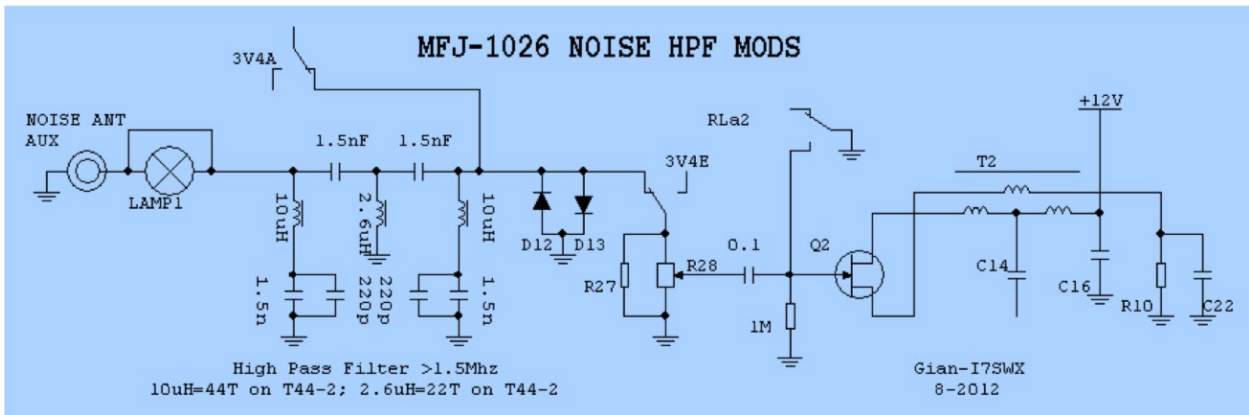 MFJ-1026 NOISE HPF MODS
3V4A
NOISE ANT
AUX
LAMP1
1.5nF
1.5nF
10uH
2.6uH
10uH
1.5n
220p
220p
1.5n
D12
D13
3V4E
R27
R28
0.1
1M
RLa2
Q2
T2
+12V
C14
C16
R10
C22
High Pass Filter >1.5Mhz
10uH=44T on T44-2; 2.6uH=22T on T44-2
Gian-I7SWX
8-2012